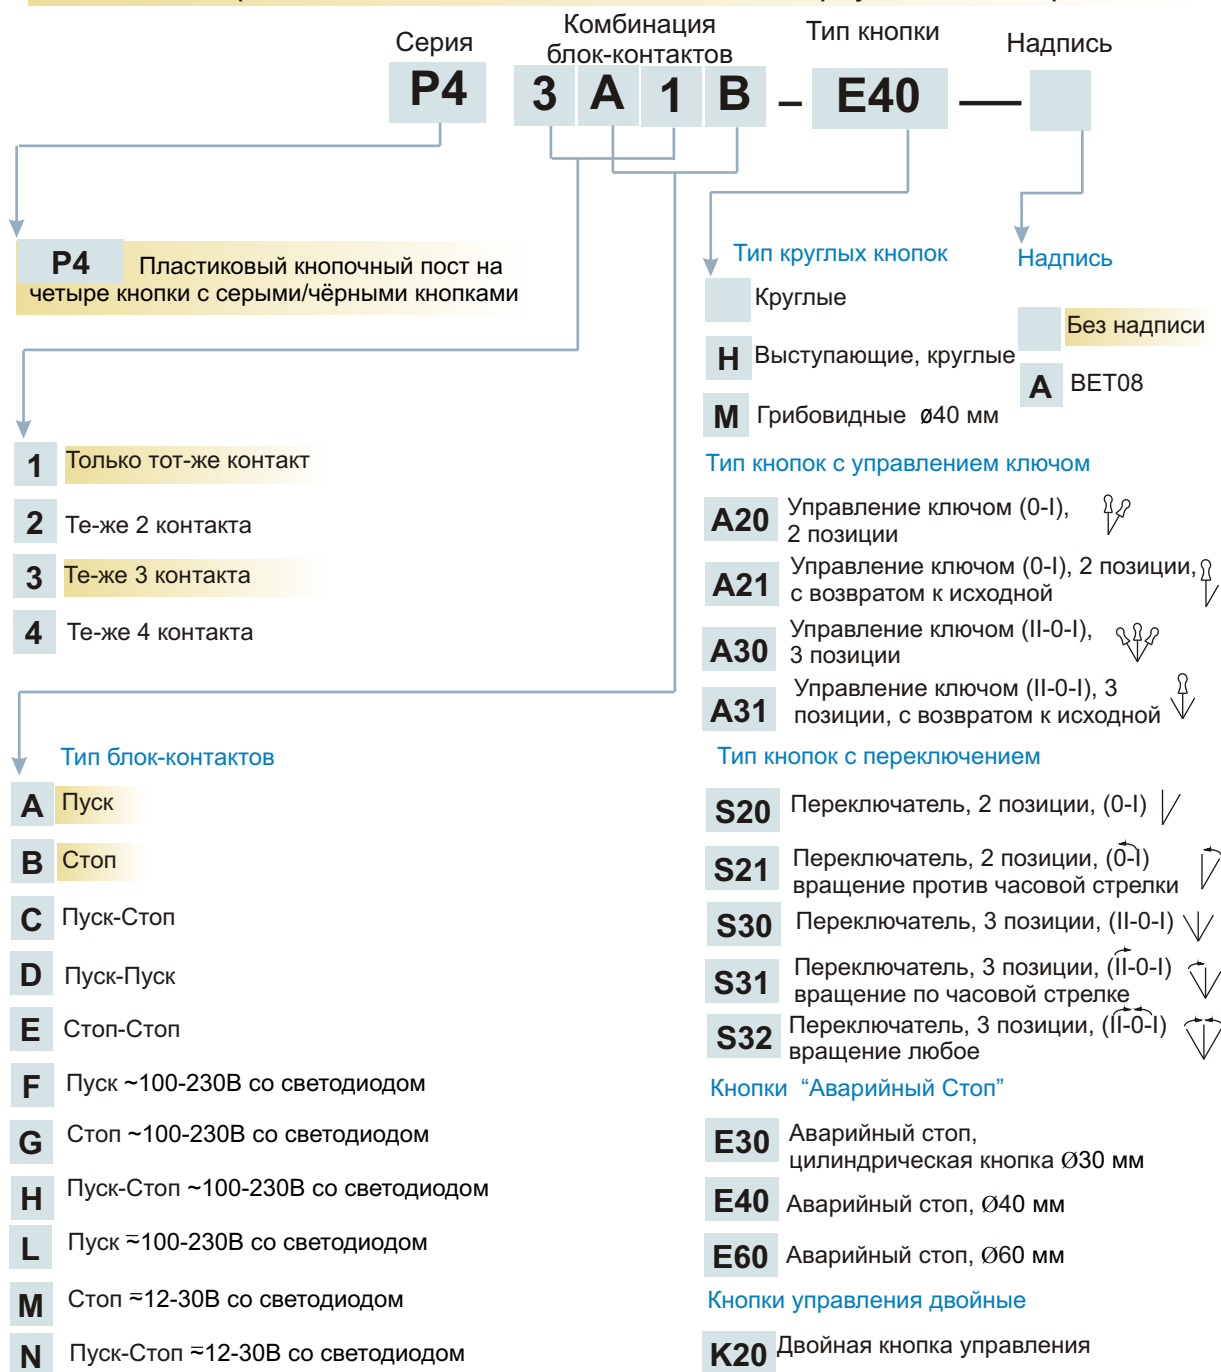 Серия
Комбинация
блок-контактов
Тип кнопки
Надпись
P4 3 A 1 B – E40 —
P4 Пластиковый кнопочный пост на
четыре кнопки с серыми/чёрными кнопками
1 Только тот-же контакт
2 Те-же 2 контакта
3 Те-же 3 контакта
4 Те-же 4 контакта
Тип блок-контактов
A Пуск
B Стоп
C Пуск-Стоп
D Пуск-Пуск
E Стоп-Стоп
F Пуск ~100-230В со светодиодом
G Стоп ~100-230В со светодиодом
H Пуск-Стоп ~100-230В со светодиодом
L Пуск ≂100-230В со светодиодом
M Стоп ≂12-30В со светодиодом
N Пуск-Стоп ≂12-30В со светодиодом
Тип круглых кнопок
Круглые
H Выступающие, круглые
M Грибовидные ø40 мм
Надпись
Без надписи
A BET08
Тип кнопок с управлением ключом
A20 Управление ключом (0-I),
2 позиции
A21 Управление ключом (0-I), 2 позиции,
с возвратом к исходной
A30 Управление ключом (II-0-I),
3 позиции
A31 Управление ключом (II-0-I), 3
позиции, с возвратом к исходной
Тип кнопок с переключением
S20 Переключатель, 2 позиции, (0-I)
S21 Переключатель, 2 позиции, (0-I)
вращение против часовой стрелки
S30 Переключатель, 3 позиции, (II-0-I)
S31 Переключатель, 3 позиции, (II-0-I)
вращение по часовой стрелке
S32 Переключатель, 3 позиции, (II-0-I)
вращение любое
Кнопки “Аварийный Стоп”
E30 Аварийный стоп,
цилиндрическая кнопка Ø30 мм
E40 Аварийный стоп, Ø40 мм
E60 Аварийный стоп, Ø60 мм
Кнопки управления двойные
K20 Двойная кнопка управления